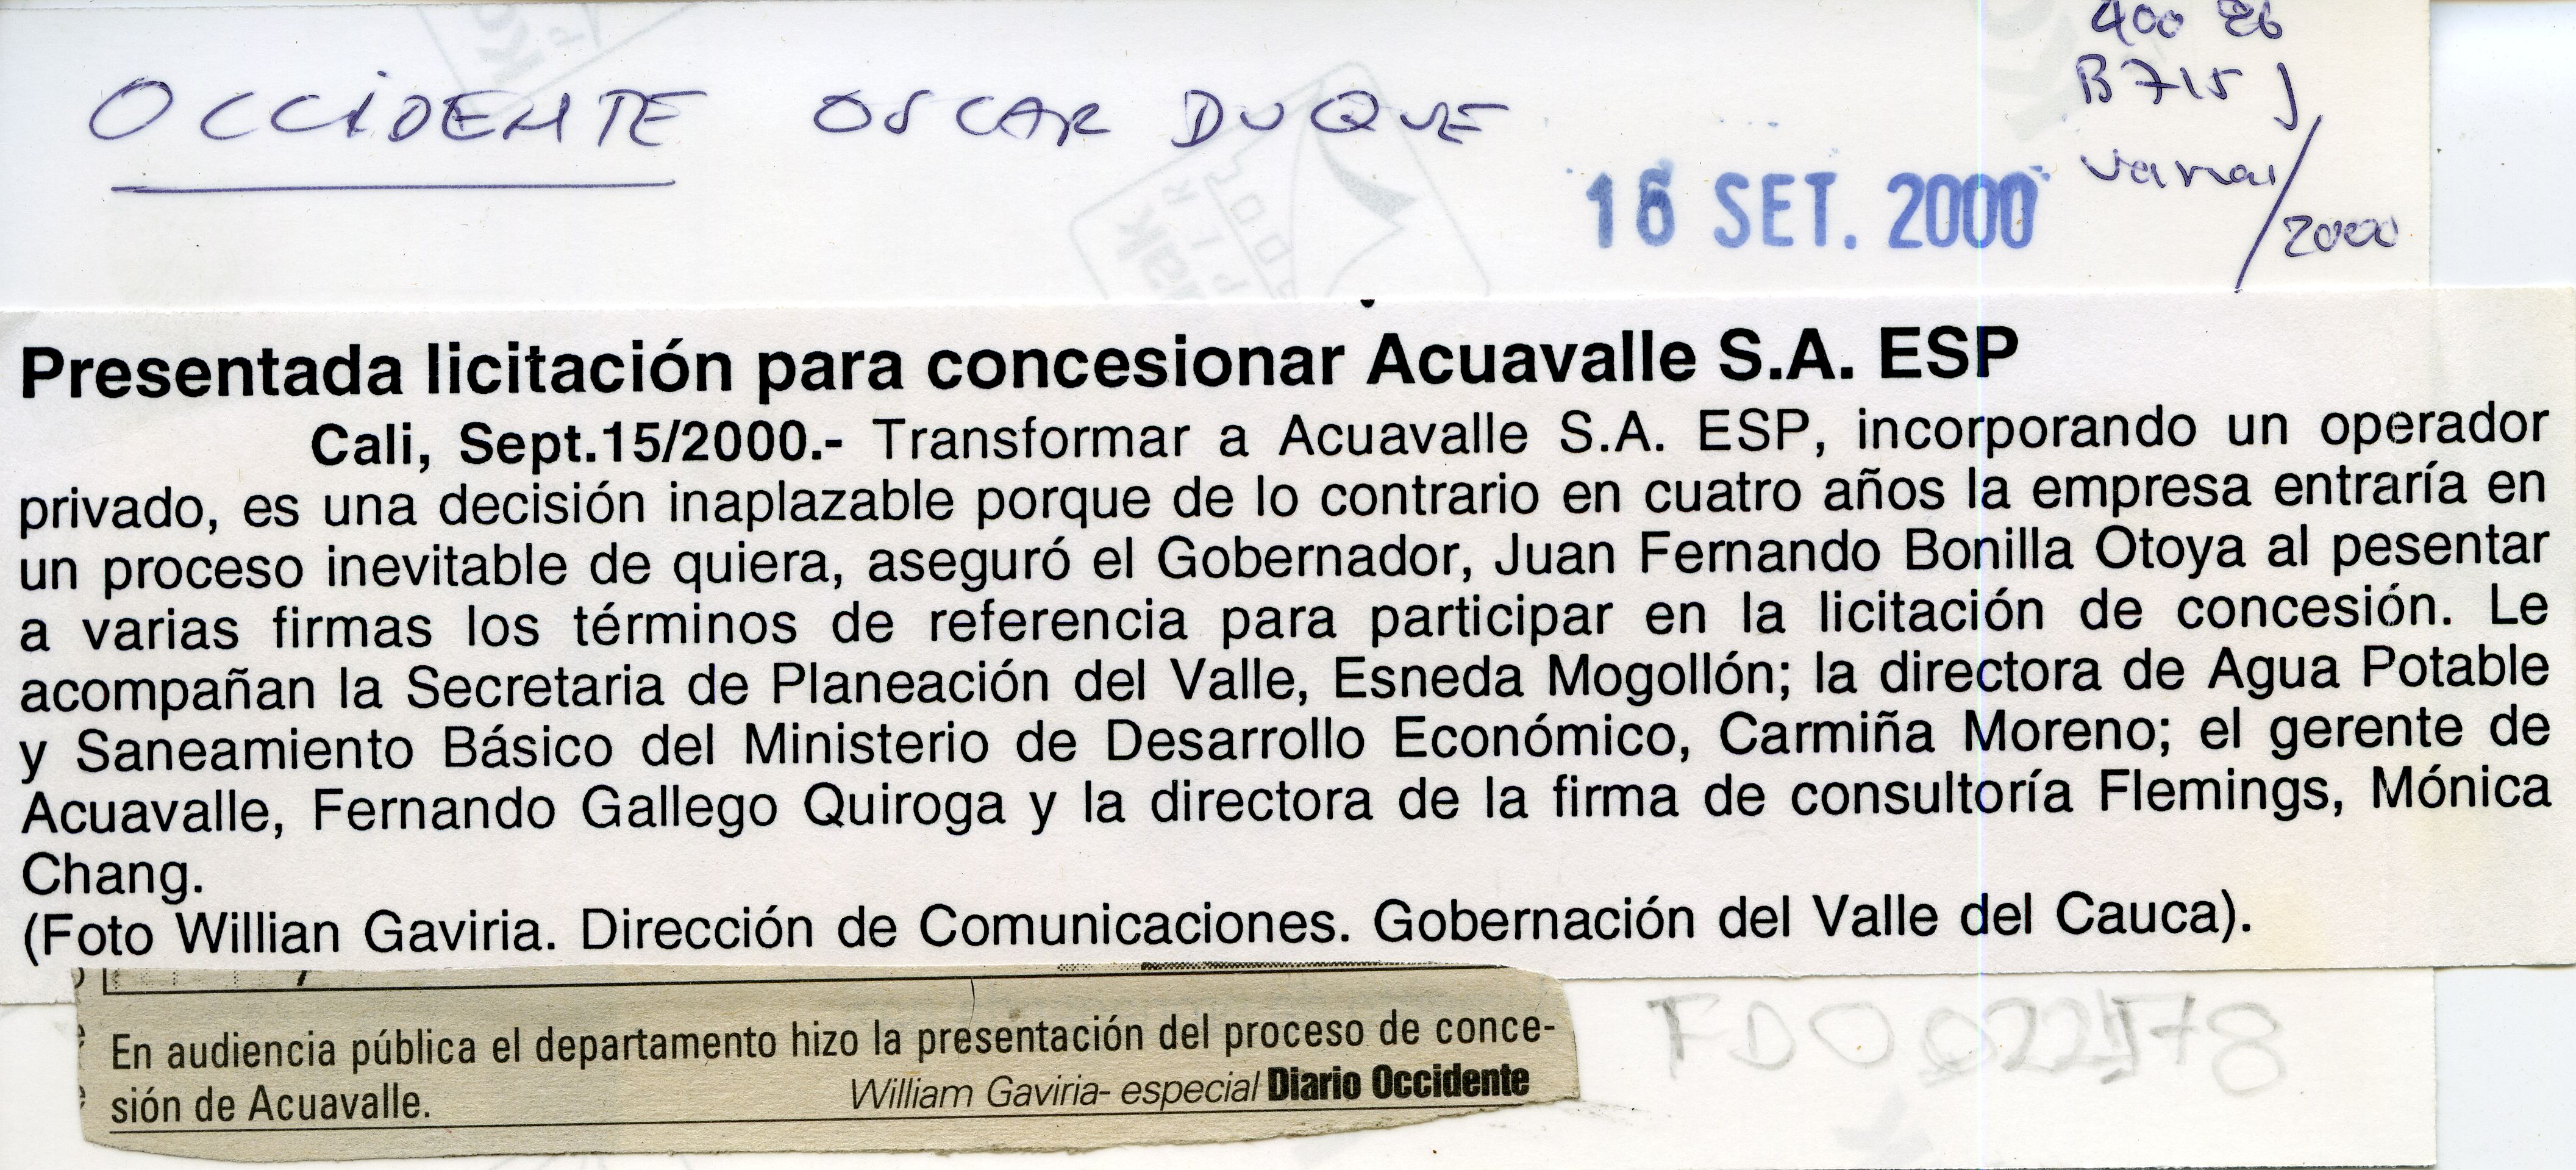 400 26
B715 J
OCCIDENTE OSCAR DUQUE
16 SET. 2000
varias/
2000
Presentada licitación para concesionar Acuavalle S.A. ESP
Cali, Sept.15/2000.- Transformar a Acuavalle S.A. ESP, incorporando un operador
privado, es una decisión inaplazable porque de lo contrario en cuatro años la empresa entraría en
un proceso inevitable de quiera, aseguró el Gobernador, Juan Fernando Bonilla Otoya al pesentar
a varias firmas los términos de referencia para participar en la licitación de concesión. Le
acompañan la Secretaria de Planeación del Valle, Esneda Mogollón; la directora de Agua Potable
y Saneamiento Básico del Ministerio de Desarrollo Económico, Carmiña Moreno; el gerente de
Acuavalle, Fernando Gallego Quiroga y la directora de la firma de consultoría Flemings, Mónica
Chang.
(Foto Willian Gaviria. Dirección de Comunicaciones. Gobernación del Valle del Cauca).
En audiencia pública el departamento hizo la presentación del proceso de conce-
sión de Acuavalle.
William Gaviria- especial Diario Occidente